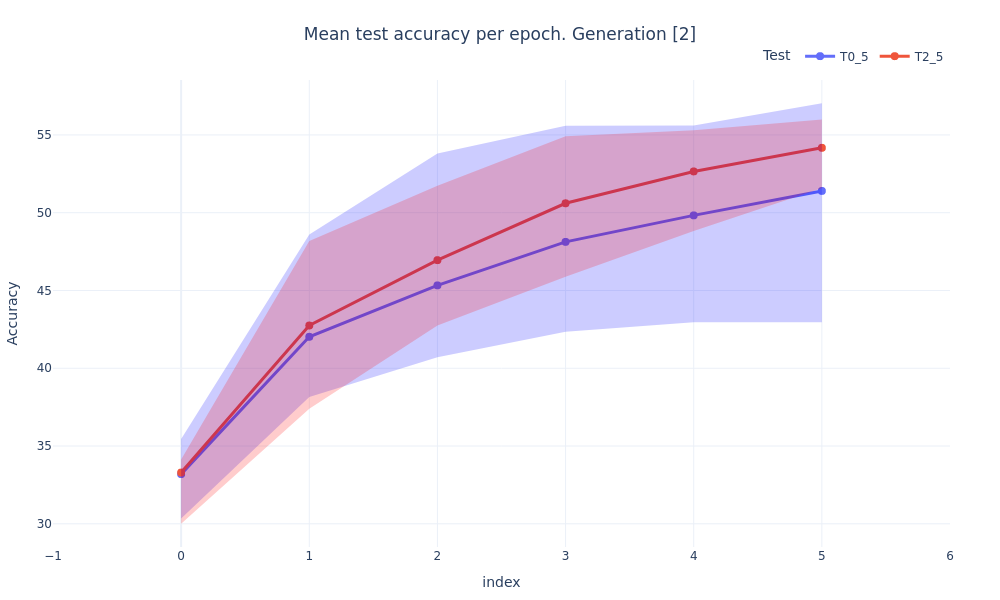 Mean test accuracy per epoch. Generation [2]
Test T0_5 T2_5
Accuracy
55
50
45
40
35
30
−1 0 1 2 3 4 5 6
index